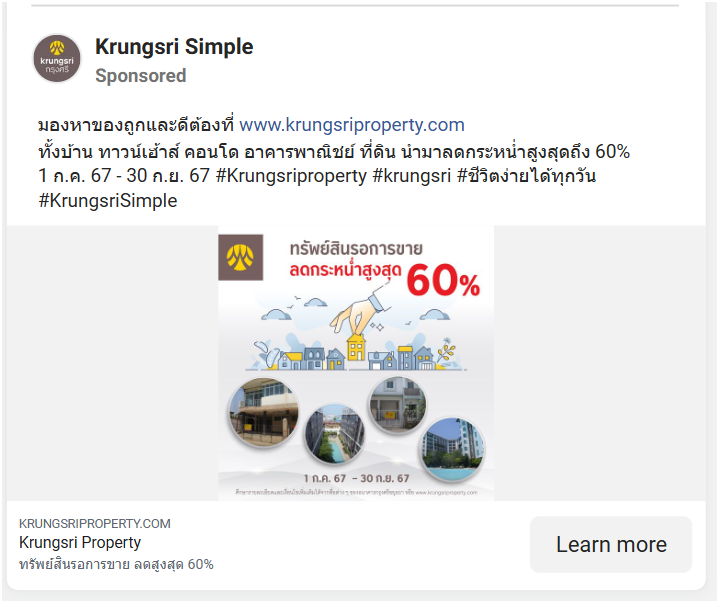 krungsri
กรุงศรี
Krungsri Simple
Sponsored
มองหาของถูกและดีต้องที่ www.krungsriproperty.com
ทั้งบ้าน ทาวน์เฮ้าส์ คอนโด อาคารพาณิชย์ ที่ดิน นำมาลดกระหน่ำสูงสุดถึง 60%
1 ก.ค. 67 - 30 ก.ย. 67 #Krungsriproperty #krungsri #ชีวิตง่ายได้ทุกวัน
#KrungsriSimple
ทรัพย์สินรอการขาย
ลดกระหน่ำสูงสุด 60%
1 ก.ค. 67 – 30 ก.ย. 67
www.krungsriproperty.com
KRUNGSRIPROPERTY.COM
Krungsri Property
ทรัพย์สินรอการขาย ลดสูงสุด 60%
Learn more